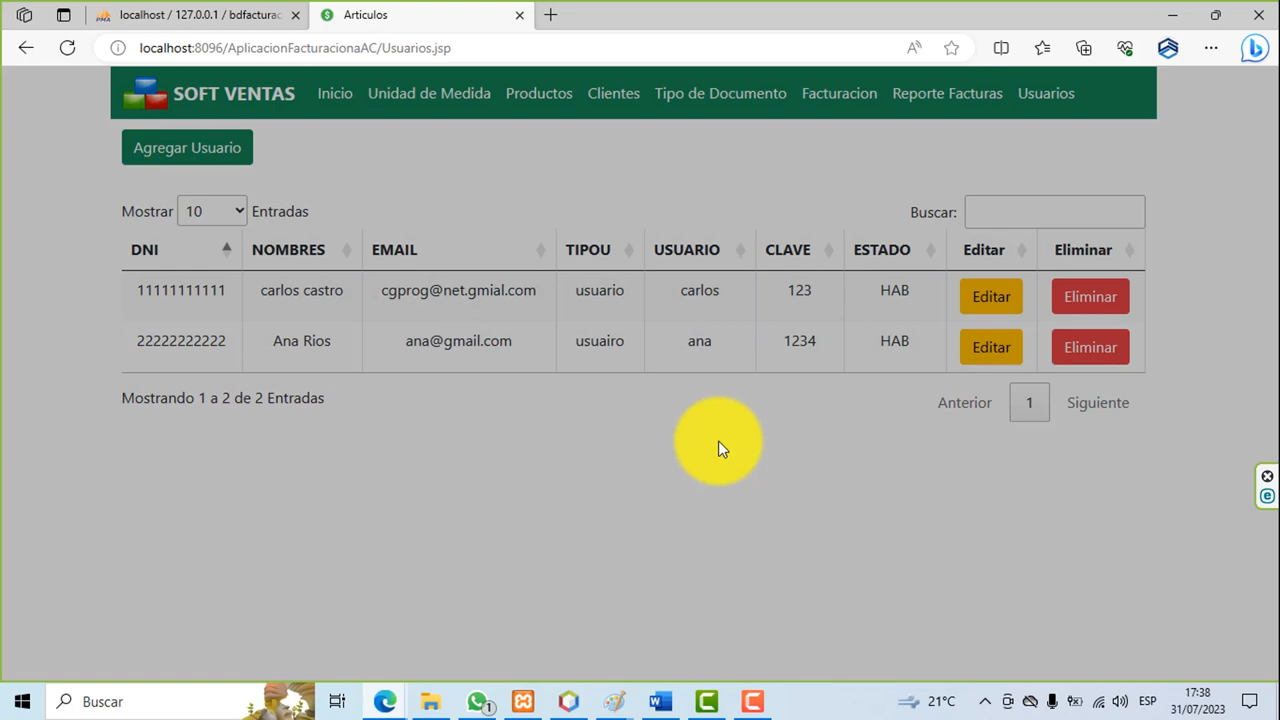 localhost / 127.0.0.1 / bdfacturac
Articulos
localhost:8096/AplicacionFacturacionaAC/Usuarios.jsp
SOFT VENTAS Inicio Unidad de Medida Productos Clientes Tipo de Documento Facturacion Reporte Facturas Usuarios
Agregar Usuario
Mostrar 10 Entradas Buscar:
DNI NOMBRES EMAIL TIPOU USUARIO CLAVE ESTADO Editar Eliminar
11111111111 carlos castro cgprog@net.gmial.com usuario carlos 123 HAB Editar Eliminar
22222222222 Ana Rios ana@gmail.com usuairo ana 1234 HAB Editar Eliminar
Mostrando 1 a 2 de 2 Entradas Anterior 1 Siguiente
Buscar 1 21°C ESP 17:38
31/07/2023